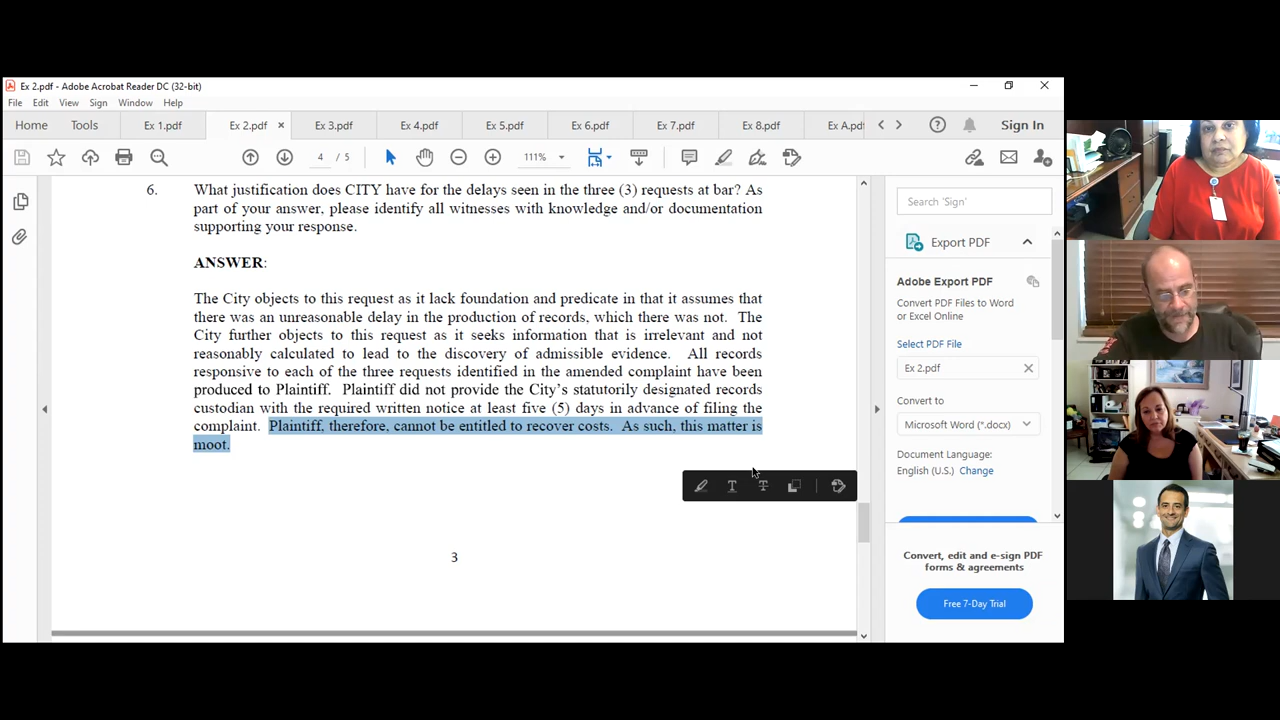 Ex 2.pdf - Adobe Acrobat Reader DC (32-bit)
File Edit View Sign Window Help
Home Tools Ex 1.pdf Ex 2.pdf × Ex 3.pdf Ex 4.pdf Ex 5.pdf Ex 6.pdf Ex 7.pdf Ex 8.pdf Ex A.pdf Sign In
4 / 5 111%
6. What justification does CITY have for the delays seen in the three (3) requests at bar? As
part of your answer, please identify all witnesses with knowledge and/or documentation
supporting your response.
ANSWER:
The City objects to this request as it lack foundation and predicate in that it assumes that
there was an unreasonable delay in the production of records, which there was not. The
City further objects to this request as it seeks information that is irrelevant and not
reasonably calculated to lead to the discovery of admissible evidence. All records
responsive to each of the three requests identified in the amended complaint have been
produced to Plaintiff. Plaintiff did not provide the City's statutorily designated records
custodian with the required written notice at least five (5) days in advance of filing the
complaint. Plaintiff, therefore, cannot be entitled to recover costs. As such, this matter is
moot.
3
Search 'Sign'
Export PDF
Adobe Export PDF
Convert PDF Files to Word
or Excel Online
Select PDF File
Ex 2.pdf
Convert to
Microsoft Word (*.docx)
Document Language:
English (U.S.) Change
Convert, edit and e-sign PDF
forms & agreements
Free 7-Day Trial